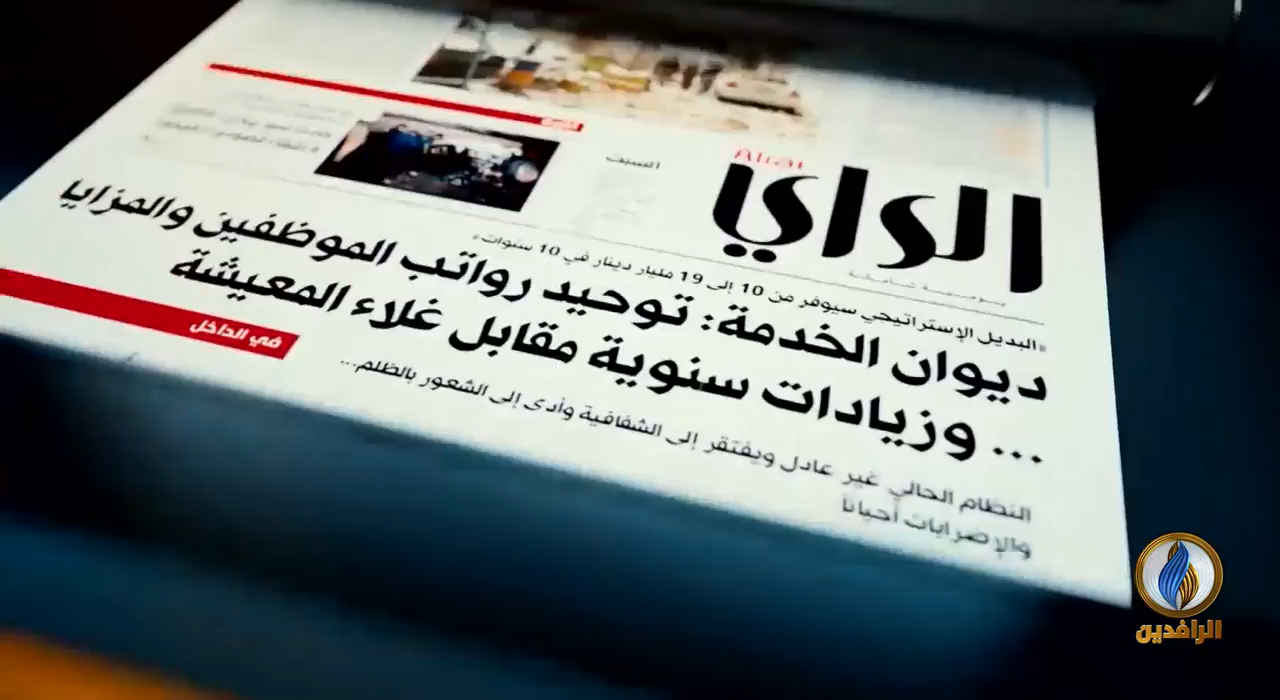 Alrai
الراي
السبت
«البديل الإستراتيجي سيوفر من 10 إلى 19 مليار دينار في 10 سنوات»
ديوان الخدمة: توحيد رواتب الموظفين والمزايا
... وزيادات سنوية مقابل غلاء المعيشة
في الداخل
النظام الحالي غير عادل ويفتقر إلى الشفافية وأدى إلى الشعور بالظلم...
والإضرابات أحيانا
الرافدين